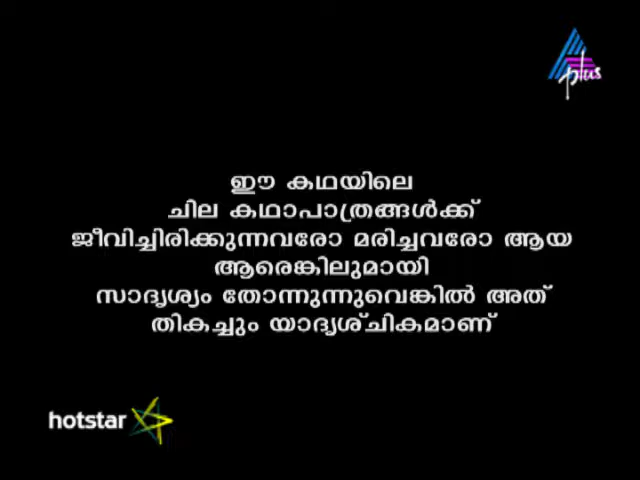 plus
ഈ കഥയിലെ
ചില കഥാപാത്രങ്ങൾക്ക്
ജീവിച്ചിരിക്കുന്നവരോ മരിച്ചവരോ ആയ
ആരെങ്കിലുമായി
സാദൃശ്യം തോന്നുന്നുവെങ്കിൽ അത്
തികച്ചും യാദൃശ്ചികമാണ്
hotstar